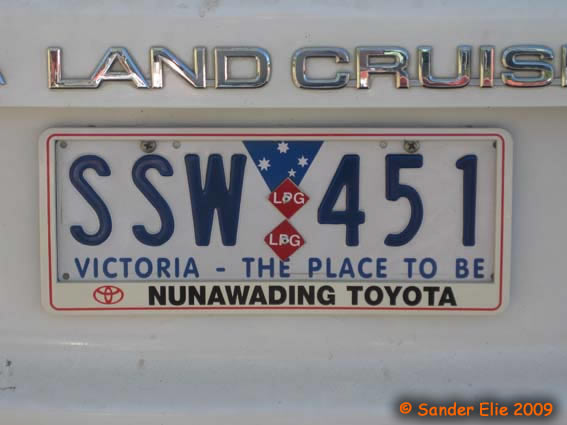 LAND CRUIS
SSW 451
LPG
LPG
VICTORIA - THE PLACE TO BE
NUNAWADING TOYOTA
© Sander Elie 2009